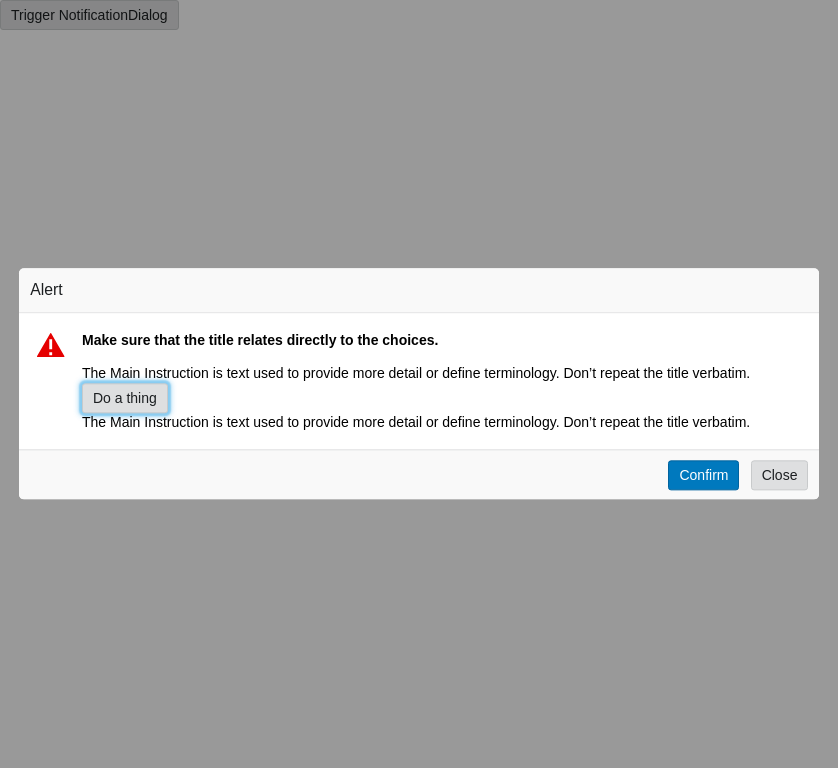 Trigger NotificationDialog
Alert
Make sure that the title relates directly to the choices.
The Main Instruction is text used to provide more detail or define terminology. Don’t repeat the title verbatim.
Do a thing
The Main Instruction is text used to provide more detail or define terminology. Don’t repeat the title verbatim.
Confirm Close